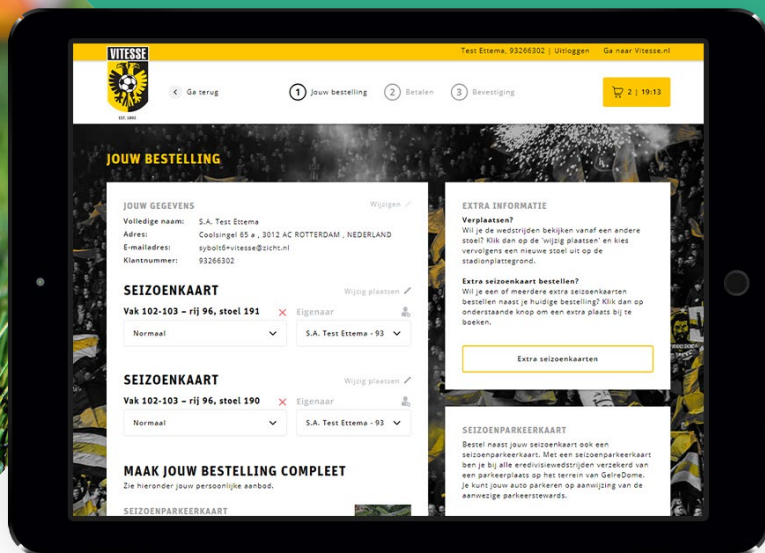 VITESSE
EST. 1892
Test Ettema, 93266302 | Uitloggen Ga naar Vitesse.nl
Ga terug
1 Jouw bestelling 2 Betalen 3 Bevestiging
2 | 19:13
JOUW BESTELLING
JOUW GEGEVENS Wijzigen
Volledige naam: S.A. Test Ettema
Adres: Coolsingel 65 a , 3012 AC ROTTERDAM , NEDERLAND
E-mailadres: sybolt6+vitesse@zicht.nl
Klantnummer: 93266302
SEIZOENKAART Wijzig plaatsen
Vak 102-103 – rij 96, stoel 191 Eigenaar
Normaal S.A. Test Ettema - 93
SEIZOENKAART Wijzig plaatsen
Vak 102-103 – rij 96, stoel 190 Eigenaar
Normaal S.A. Test Ettema - 93
MAAK JOUW BESTELLING COMPLEET
Zie hieronder jouw persoonlijke aanbod.
SEIZOENPARKEERKAART
EXTRA INFORMATIE
Verplaatsen?
Wil je de wedstrijden bekijken vanaf een andere
stoel? Klik dan op de 'wijzig plaatsen' en kies
vervolgens een nieuwe stoel uit op de
stadionplattegrond.
Extra seizoenkaart bestellen?
Wil je een of meerdere extra seizoenkaarten
bestellen naast je huidige bestelling? Klik dan op
onderstaande knop om een extra plaats bij te
boeken.
Extra seizoenkaarten
SEIZOENPARKEERKAART
Bestel naast jouw seizoenkaart ook een
seizoenparkeerkaart. Met een seizoenparkeerkaart
ben je bij alle eredivisiewedstrijden verzekerd van
een parkeerplaats op het terrein van GelreDome.
Je kunt jouw auto parkeren op aanwijzing van de
aanwezige parkeerstewards.